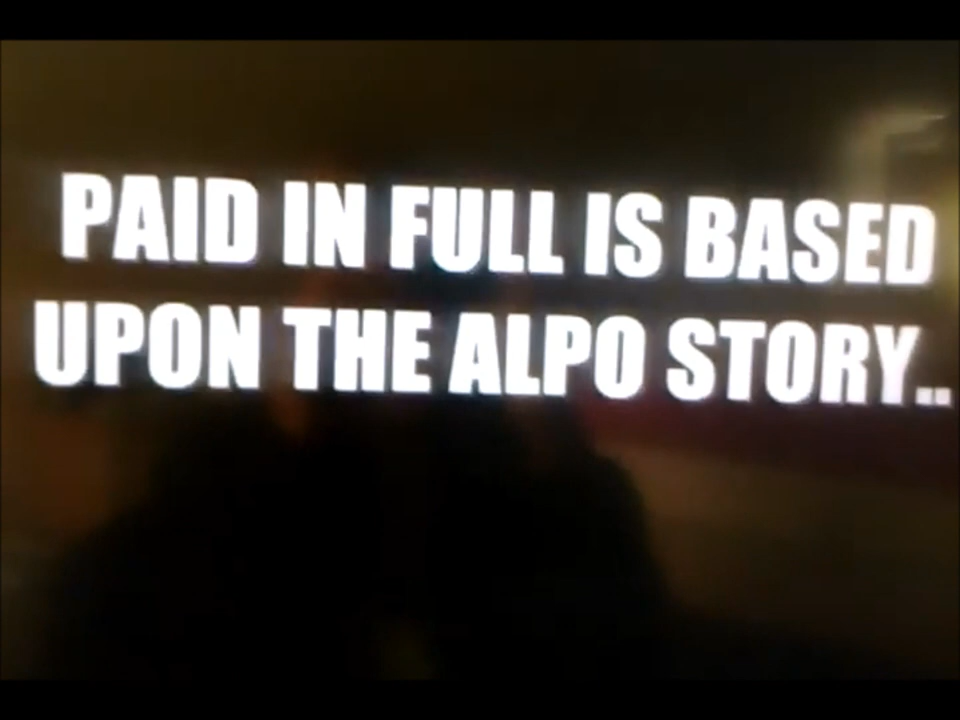 PAID IN FULL IS BASED
UPON THE ALPO STORY..